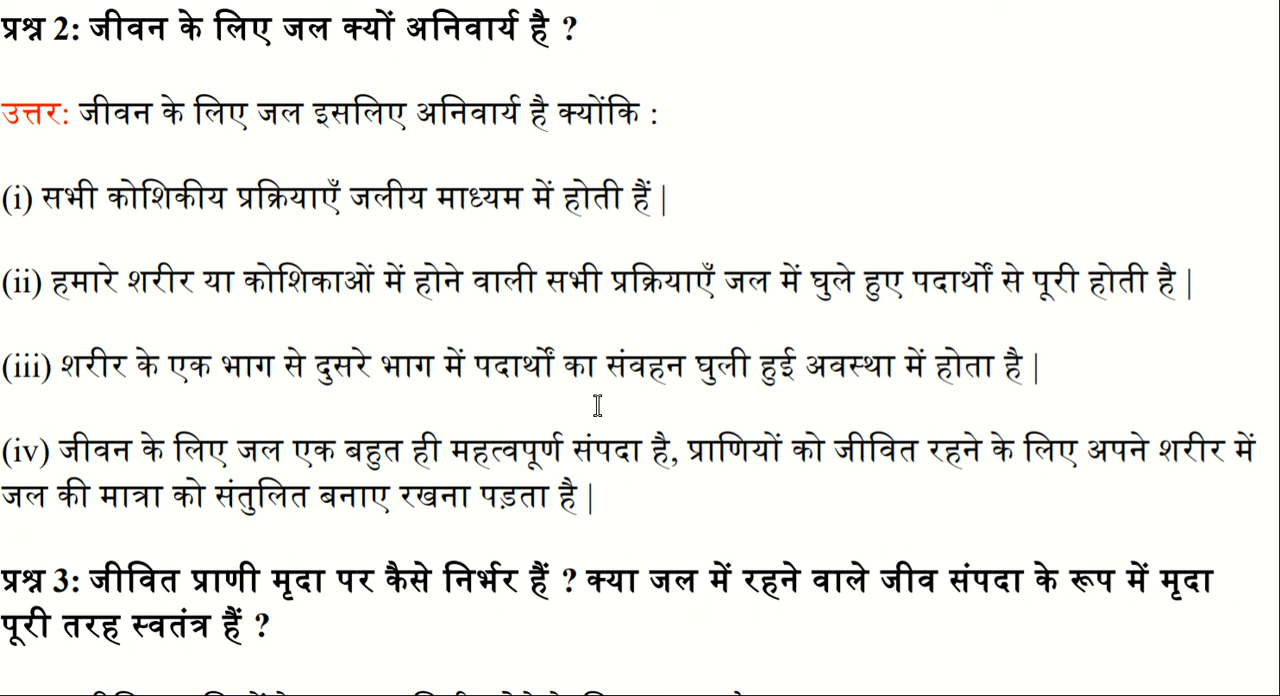 प्रश्न 2: जीवन के लिए जल क्यों अनिवार्य है ?
उत्तर: जीवन के लिए जल इसलिए अनिवार्य है क्योंकि :
(i) सभी कोशिकीय प्रक्रियाएँ जलीय माध्यम में होती हैं |
(ii) हमारे शरीर या कोशिकाओं में होने वाली सभी प्रक्रियाएँ जल में घुले हुए पदार्थों से पूरी होती है |
(iii) शरीर के एक भाग से दुसरे भाग में पदार्थों का संवहन घुली हुई अवस्था में होता है |
(iv) जीवन के लिए जल एक बहुत ही महत्वपूर्ण संपदा है, प्राणियों को जीवित रहने के लिए अपने शरीर में
जल की मात्रा को संतुलित बनाए रखना पड़ता है |
प्रश्न 3: जीवित प्राणी मृदा पर कैसे निर्भर हैं ? क्या जल में रहने वाले जीव संपदा के रूप में मृदा
पूरी तरह स्वतंत्र हैं ?